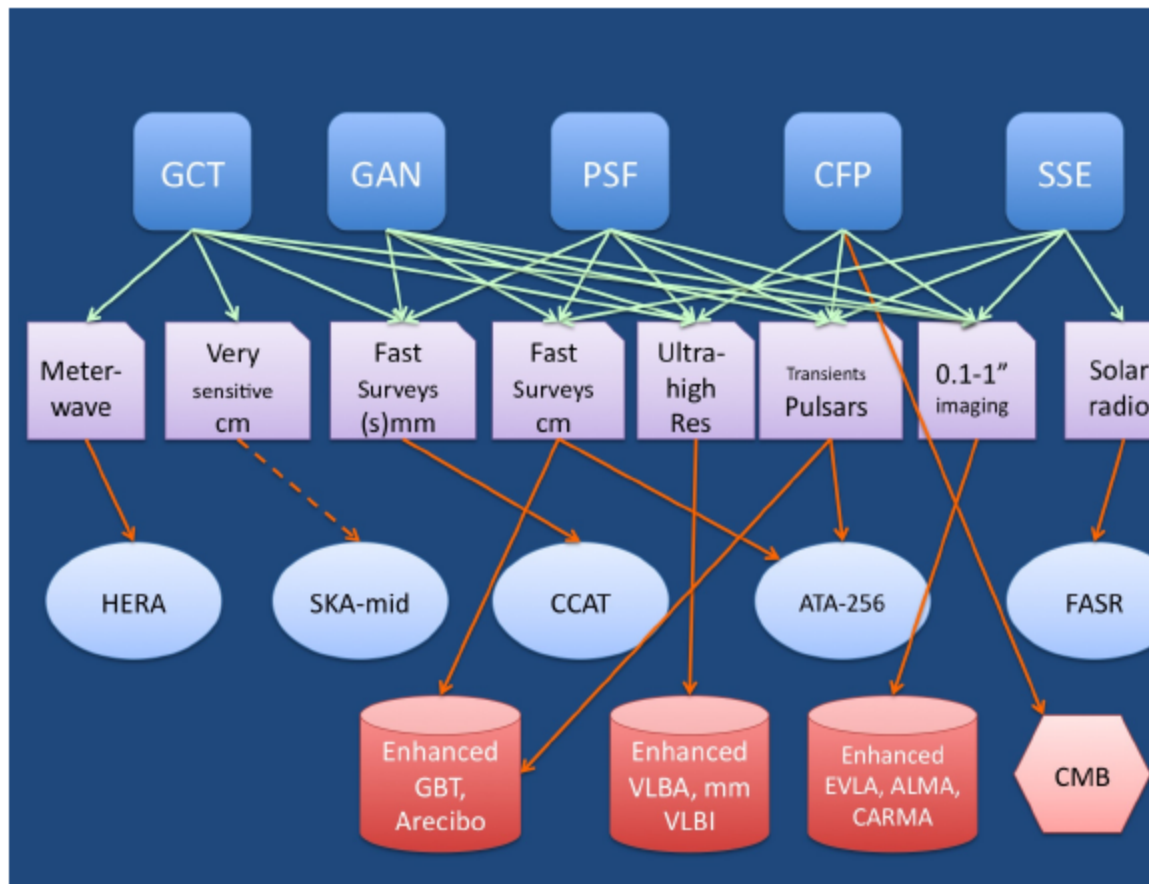 GCT
GAN
PSF
CFP
SSE
Meter-
wave
Very
sensitive
cm
Fast
Surveys
(s)mm
Fast
Surveys
cm
Ultra-
high
Res
Transients
Pulsars
0.1-1”
imaging
Solar
radio
HERA
SKA-mid
CCAT
ATA-256
FASR
Enhanced
GBT,
Arecibo
Enhanced
VLBA, mm
VLBI
Enhanced
EVLA, ALMA,
CARMA
CMB